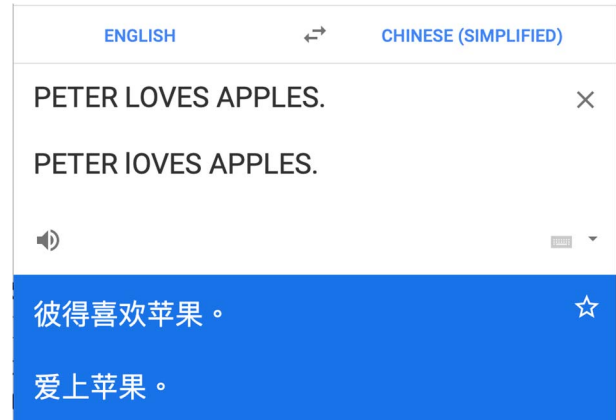 ENGLISH CHINESE (SIMPLIFIED)
PETER LOVES APPLES.
PETER lOVES APPLES.
彼得喜欢苹果。
爱上苹果。